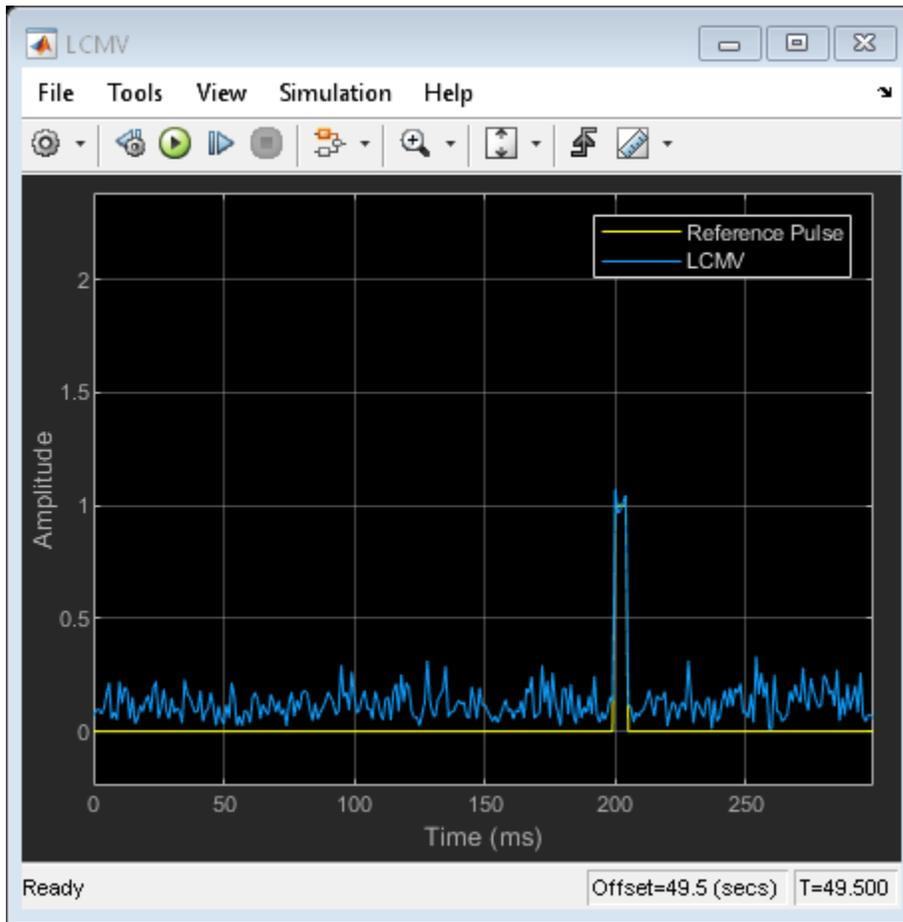 LCMV
File Tools View Simulation Help
Reference Pulse
LCMV
2
1.5
1
0.5
0
Amplitude
0 50 100 150 200 250
Time (ms)
Ready Offset=49.5 (secs) T=49.500